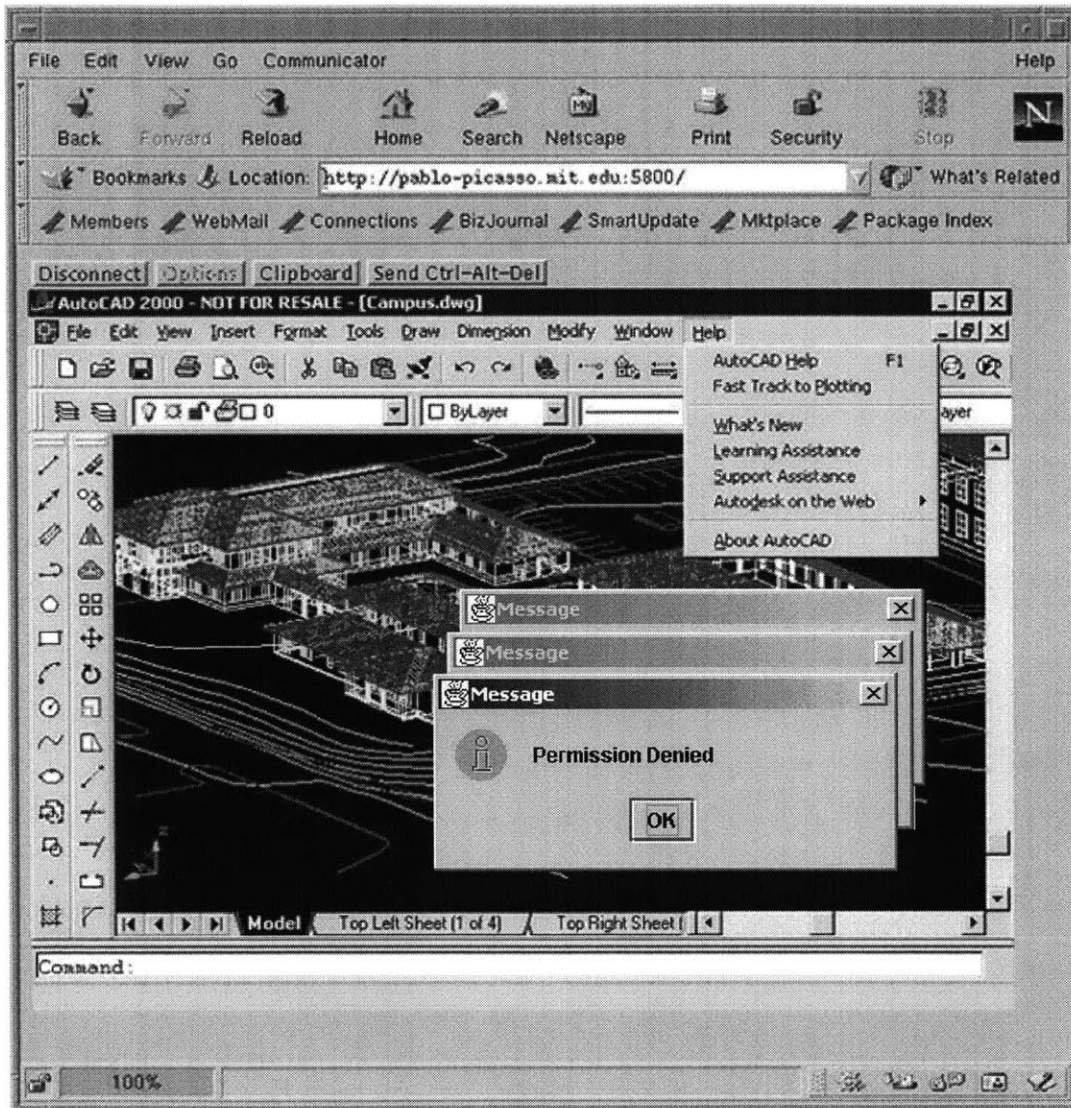 File Edit View Go Communicator Help
Back Forward Reload Home Search Netscape Print Security Stop N
Bookmarks Location: http://pablo-picasso.mit.edu:5800/ What's Related
Members WebMail Connections BizJournal SmartUpdate Mktplace Package Index
Disconnect Options Clipboard Send Ctrl-Alt-Del
AutoCAD 2000 - NOT FOR RESALE - [Campus.dwg]
File Edit View Insert Format Tools Draw Dimension Modify Window Help
AutoCAD Help F1
Fast Track to Plotting
0 ByLayer ayer
What's New
Learning Assistance
Support Assistance
Autodesk on the Web
About AutoCAD
Message
Message
Message
Permission Denied
OK
Model Top Left Sheet (1 of 4) Top Right Sheet (
Command:
100%